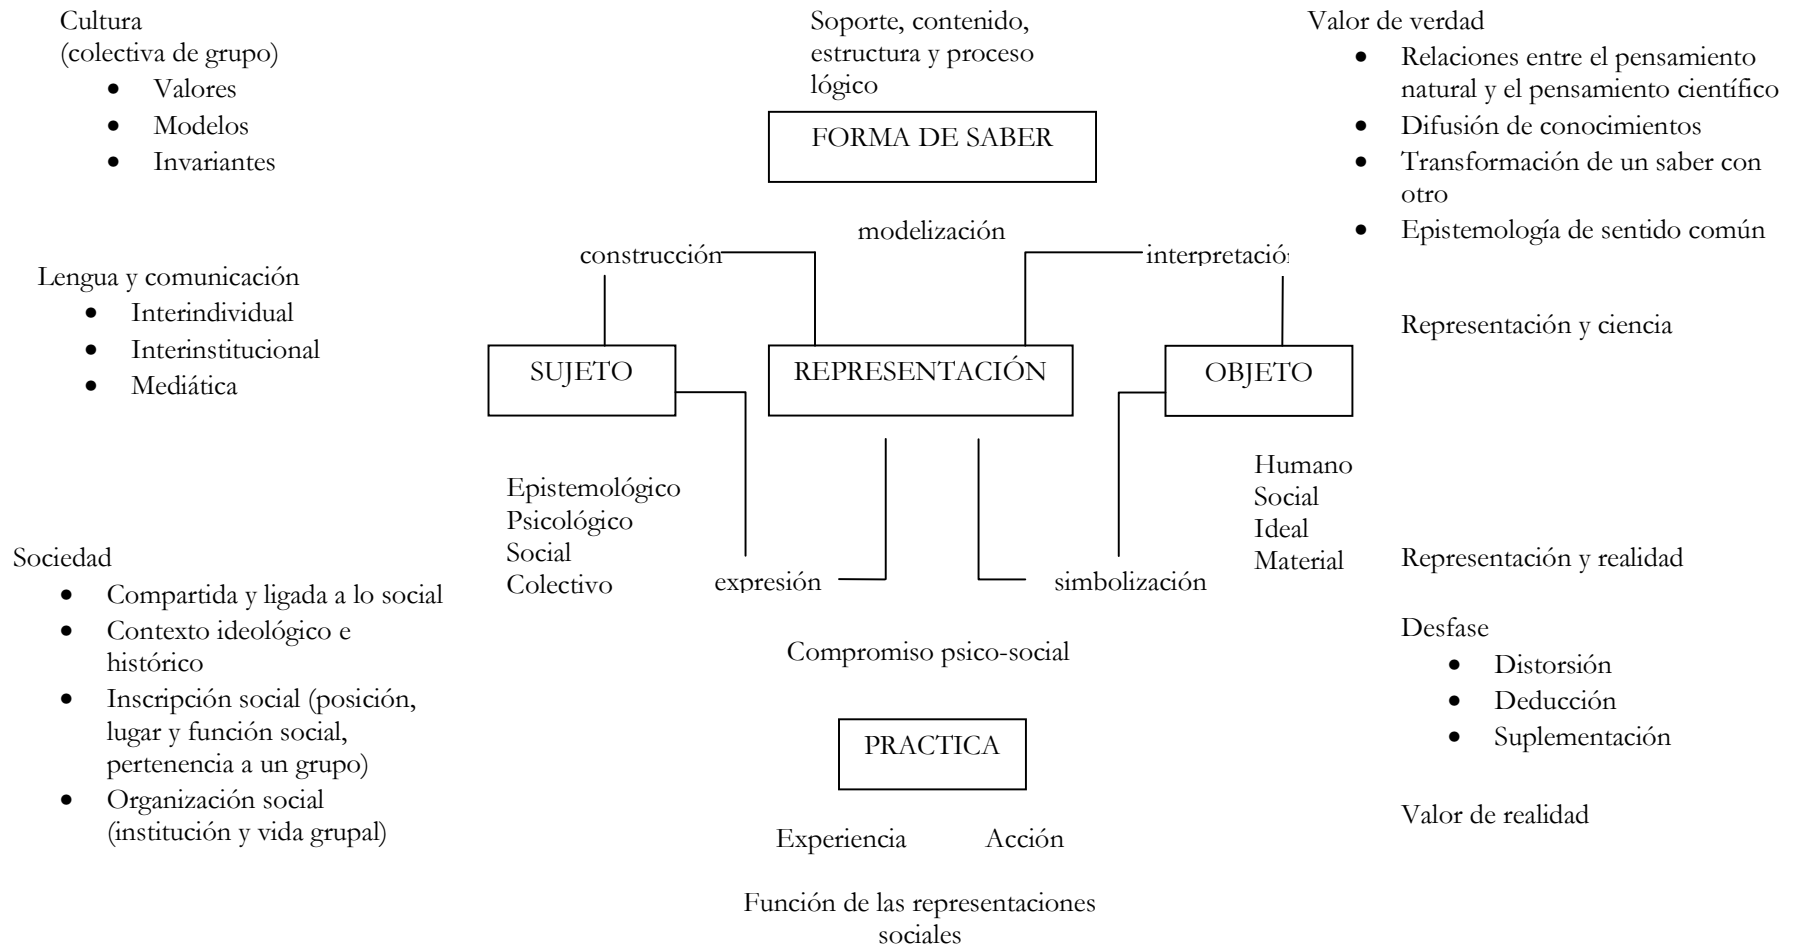 Cultura
(colectiva de grupo)
• Valores
• Modelos
• Invariantes
Lengua y comunicación
• Interindividual
• Interinstitucional
• Mediática
Sociedad
• Compartida y ligada a lo social
• Contexto ideológico e
histórico
• Inscripción social (posición,
lugar y función social,
pertenencia a un grupo)
• Organización social
(institución y vida grupal)
Soporte, contenido,
estructura y proceso
lógico
FORMA DE SABER
modelización
construcción
interpretació
SUJETO
REPRESENTACIÓN
OBJETO
Epistemológico
Psicológico
Social
Colectivo
Humano
Social
Ideal
Material
expresión
simbolización
Compromiso psico-social
PRACTICA
Experiencia
Acción
Función de las representaciones
sociales
Valor de verdad
• Relaciones entre el pensamiento
natural y el pensamiento científico
• Difusión de conocimientos
• Transformación de un saber con
otro
• Epistemología de sentido común
Representación y ciencia
Representación y realidad
Desfase
• Distorsión
• Deducción
• Suplementación
Valor de realidad